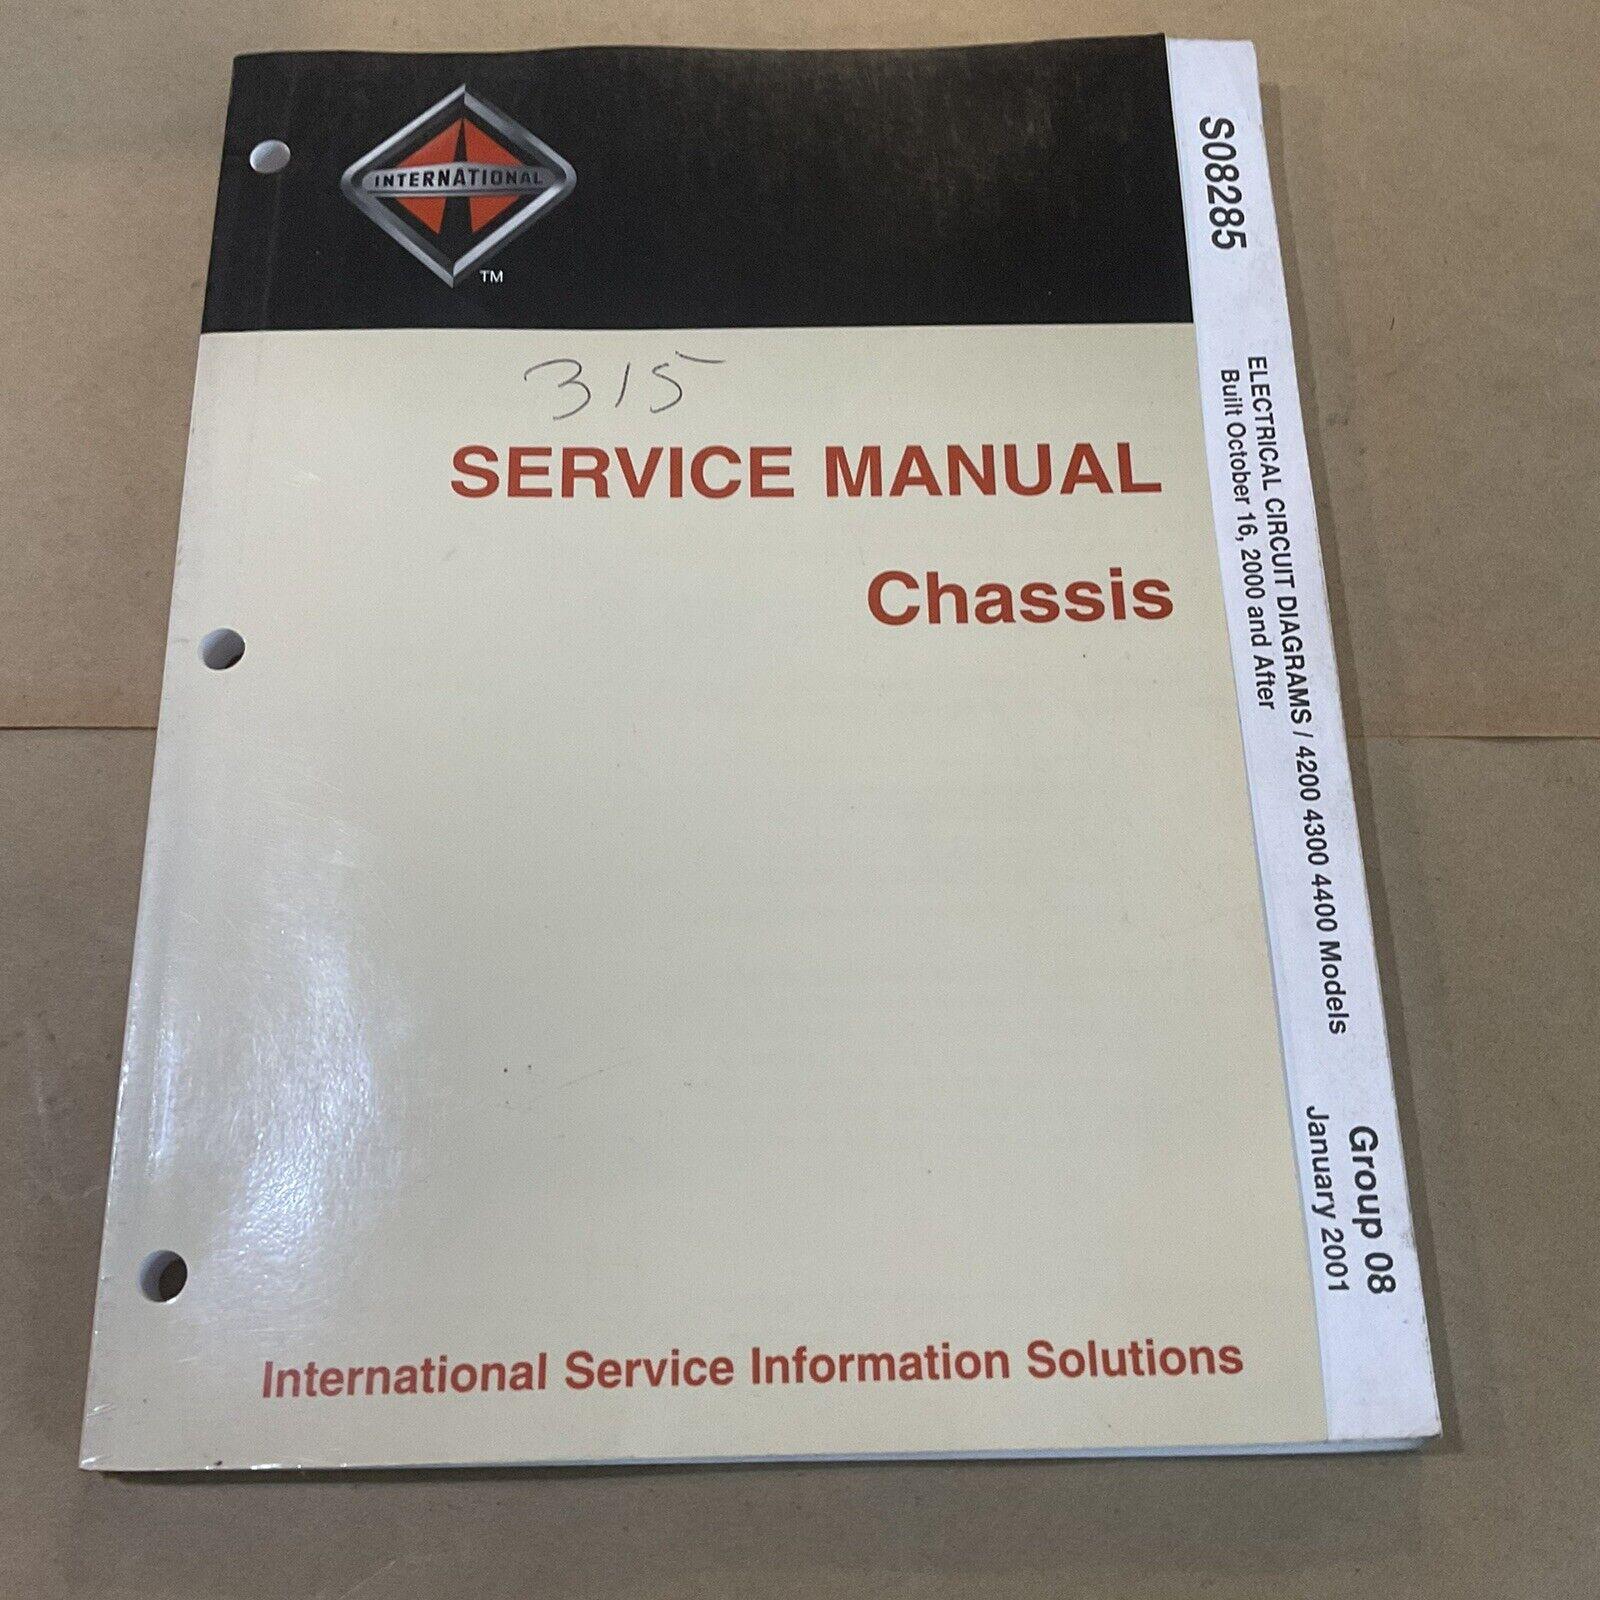 INTERNATIONAL
TM
315
SERVICE MANUAL
Chassis
International Service Information Solutions
S08285
ELECTRICAL CIRCUIT DIAGRAMS / 4200 4300 4400 Models
Built October 16, 2000 and After
Group 08
January 2001